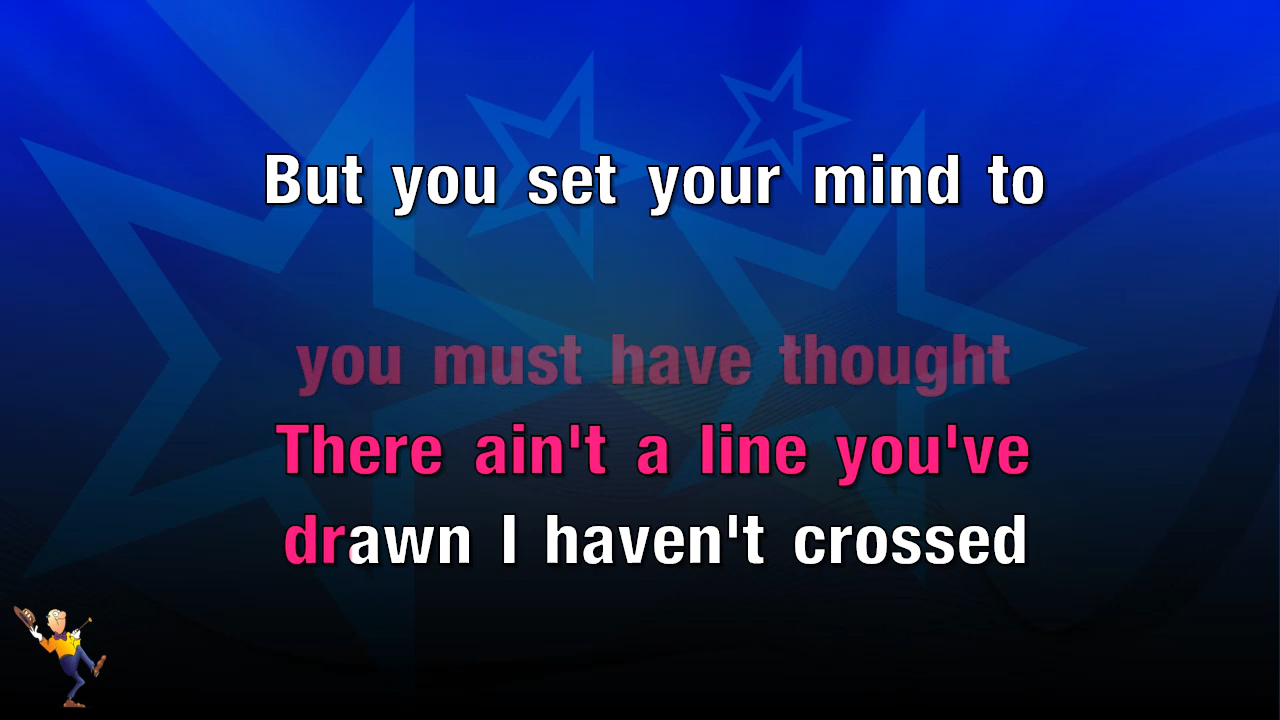 But you set your mind to
you must have thought
There ain't a line you've
drawn I haven't crossed